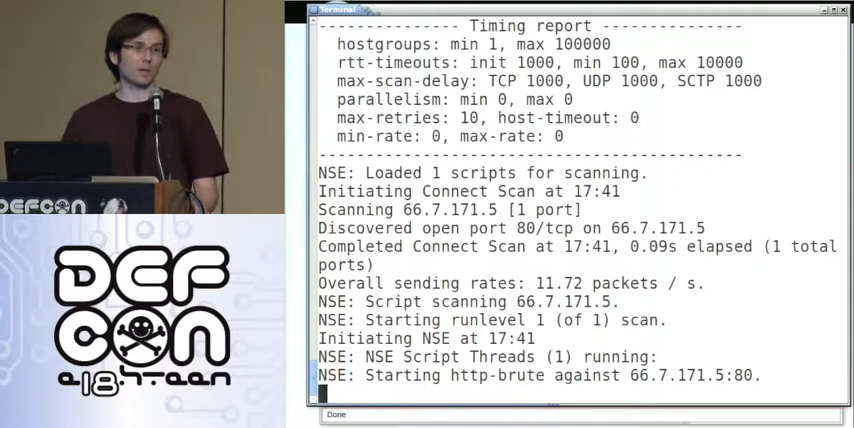 Terminal
--------------- Timing report ---------------
hostgroups: min 1, max 100000
rtt-timeouts: init 1000, min 100, max 10000
max-scan-delay: TCP 1000, UDP 1000, SCTP 1000
parallelism: min 0, max 0
max-retries: 10, host-timeout: 0
min-rate: 0, max-rate: 0
---------------------------------------------
NSE: Loaded 1 scripts for scanning.
Initiating Connect Scan at 17:41
Scanning 66.7.171.5 [1 port]
Discovered open port 80/tcp on 66.7.171.5
Completed Connect Scan at 17:41, 0.09s elapsed (1 total
ports)
Overall sending rates: 11.72 packets / s.
NSE: Script scanning 66.7.171.5.
NSE: Starting runlevel 1 (of 1) scan.
Initiating NSE at 17:41
NSE: NSE Script Threads (1) running:
NSE: Starting http-brute against 66.7.171.5:80.
Done
DEFCON
DEF
CON
e18hteen